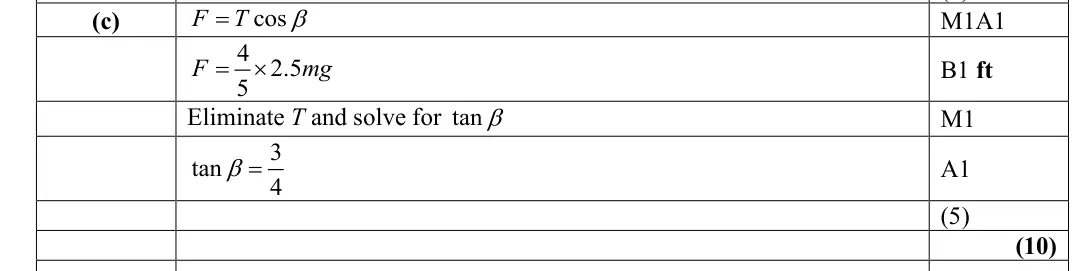 (c) F = T cos β M1A1
F = 4/5 × 2.5mg B1 ft
Eliminate T and solve for tan β M1
tan β = 3/4 A1
(5)
(10)